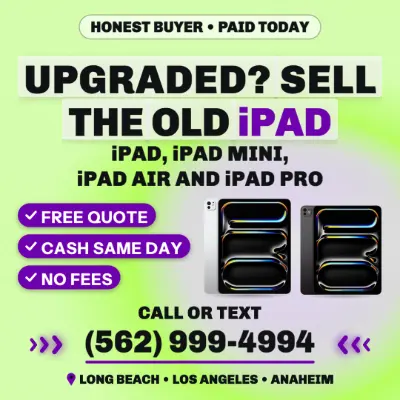 HONEST BUYER • PAID TODAY
UPGRADED? SELL
THE OLD iPAD
iPAD, iPAD MINI,
iPAD AIR AND iPAD PRO
FREE QUOTE
CASH SAME DAY
NO FEES
CALL OR TEXT
(562) 999-4994
LONG BEACH • LOS ANGELES • ANAHEIM